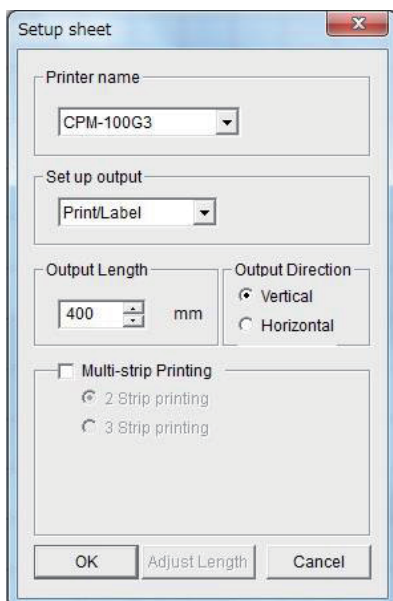 Setup sheet
Printer name
CPM-100G3
Set up output
Print/Label
Output Length
Output Direction
400 mm
Vertical
Horizontal
Multi-strip Printing
2 Strip printing
3 Strip printing
OK
Adjust Length
Cancel